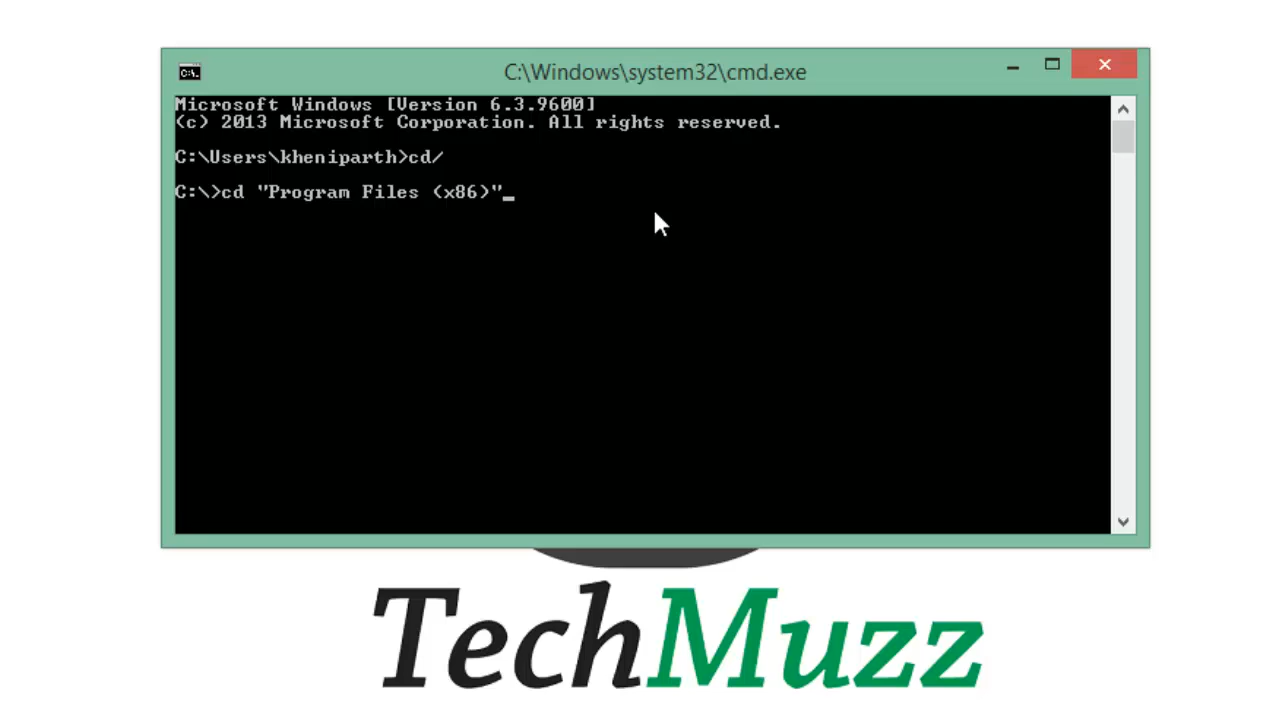 C:\Windows\system32\cmd.exe
Microsoft Windows [Version 6.3.9600]
(c) 2013 Microsoft Corporation. All rights reserved.
C:\Users\kheniparth>cd/
C:\>cd "Program Files (x86)"_
TechMuzz